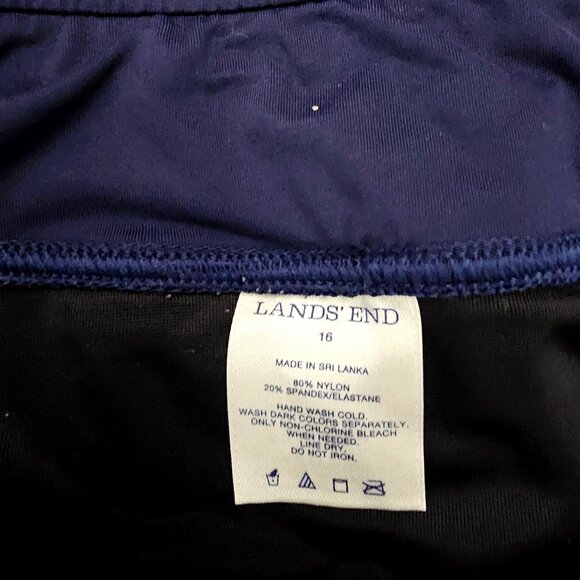 LANDS' END
16
MADE IN SRI LANKA
80% NYLON
20% SPANDEX/ELASTANE
HAND WASH COLD.
WASH DARK COLORS SEPARATELY.
ONLY NON-CHLORINE BLEACH
WHEN NEEDED.
LINE DRY.
DO NOT IRON.